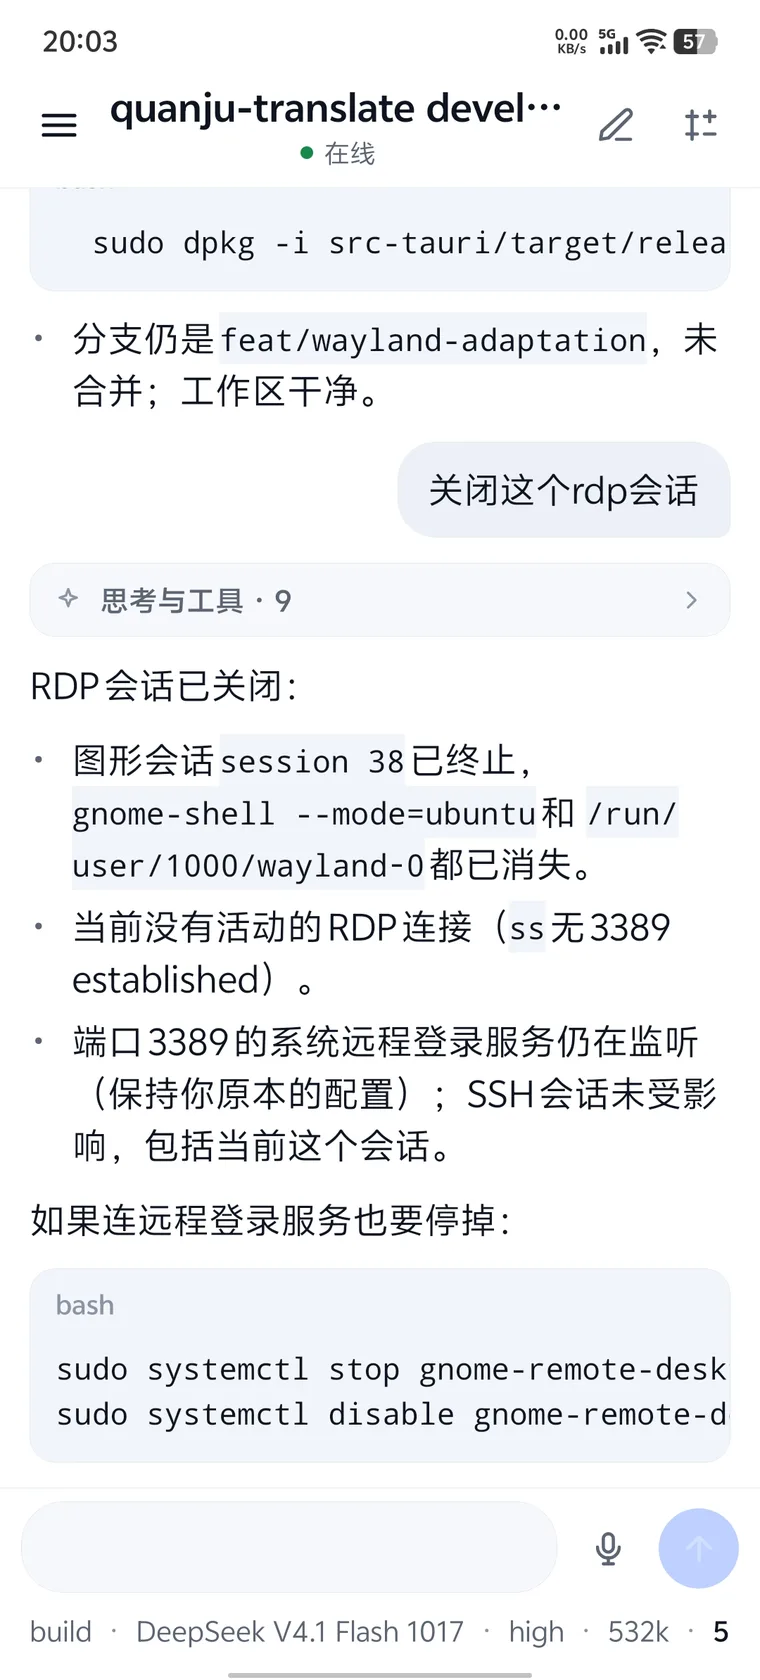 20:03
0.00 KB/s 5G 57
quanju-translate devel···
在线
sudo dpkg -i src-tauri/target/relea
• 分支仍是feat/wayland-adaptation，未
合并；工作区干净。
关闭这个rdp会话
思考与工具 · 9
RDP会话已关闭：
• 图形会话session 38已终止，
gnome-shell --mode=ubuntu和 /run/
user/1000/wayland-0都已消失。
• 当前没有活动的RDP连接（ss无3389
established）。
• 端口3389的系统远程登录服务仍在监听
（保持你原本的配置）；SSH会话未受影
响，包括当前这个会话。
如果连远程登录服务也要停掉：
bash
sudo systemctl stop gnome-remote-desk
sudo systemctl disable gnome-remote-d
build · DeepSeek V4.1 Flash 1017 · high · 532k · 5